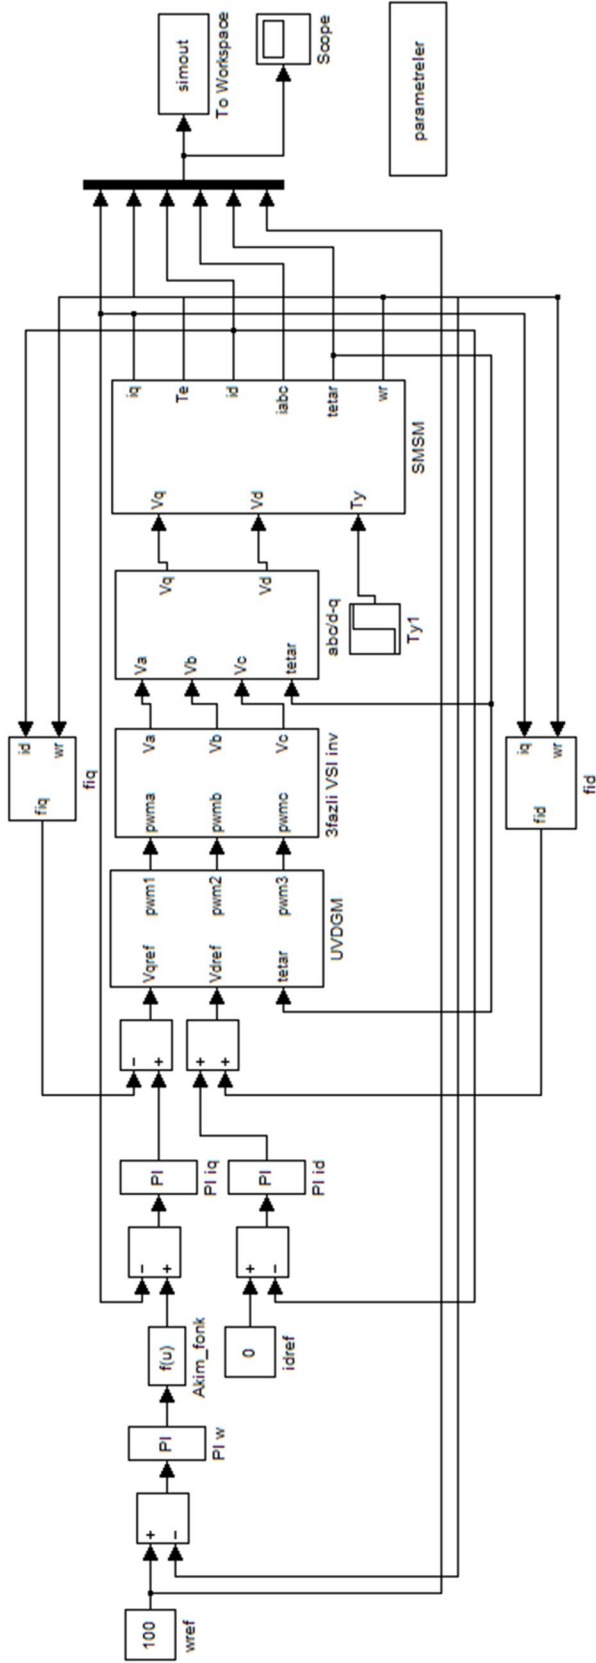 100
wref
+
−
PI
PI w
f(u)
Akim_fonk
0
idref
−
+
+
−
PI
PI iq
PI
PI id
−
+
+
+
Vqref
Vdref
tetar
pwm1
pwm2
pwm3
UVDGM
pwma
pwmb
pwmc
Va
Vb
Vc
3fazli VSI inv
Va
Vb
Vc
tetar
Vq
Vd
abc/d-q
Ty1
Vq
Vd
Ty
iq
Te
id
iabc
tetar
wr
SMSM
fiq
id
wr
fiq
fid
iq
wr
fid
simout
To Workspace
Scope
parametreler